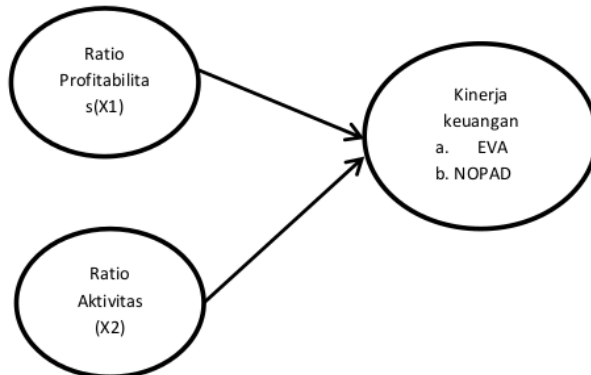 Ratio
Profitabilita
s(X1)
Kinerja
keuangan
a. EVA
b. NOPAD
Ratio
Aktivitas
(X2)